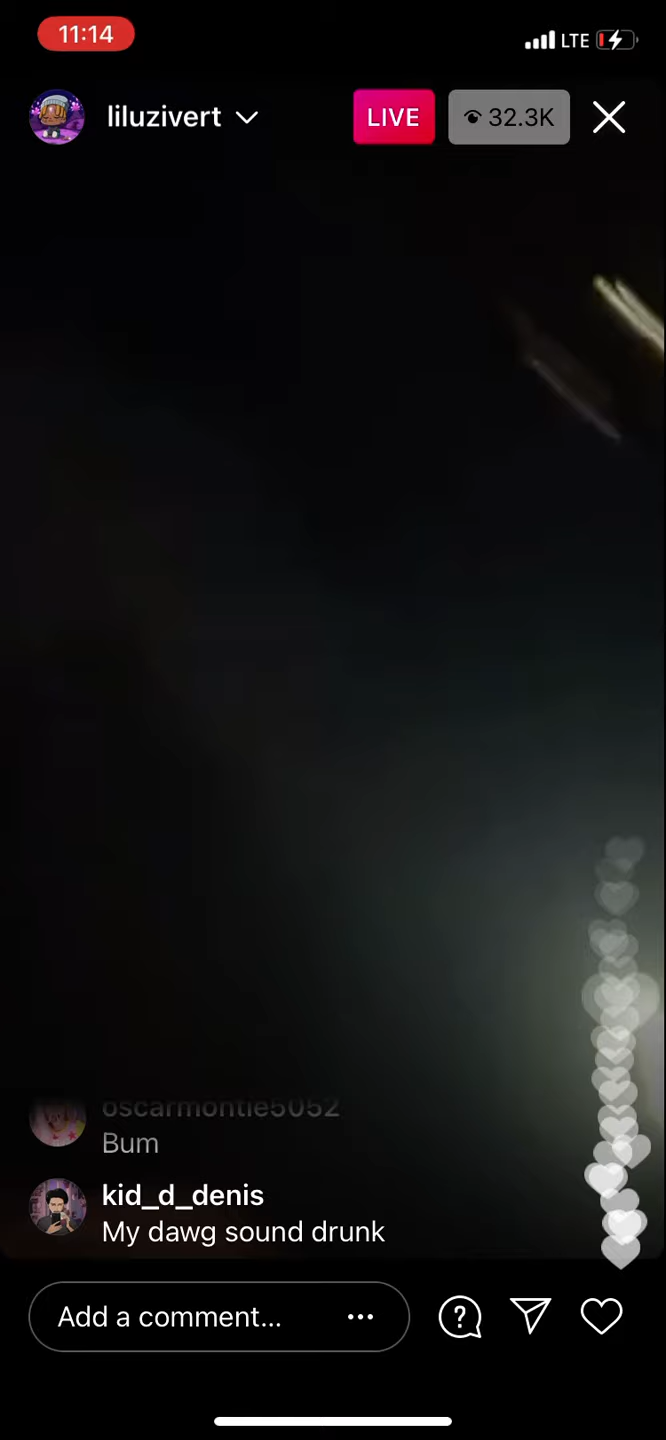 11:14
LTE
liluzivert
LIVE
32.3K
oscarmontie5052
Bum
kid_d_denis
My dawg sound drunk
Add a comment...
?